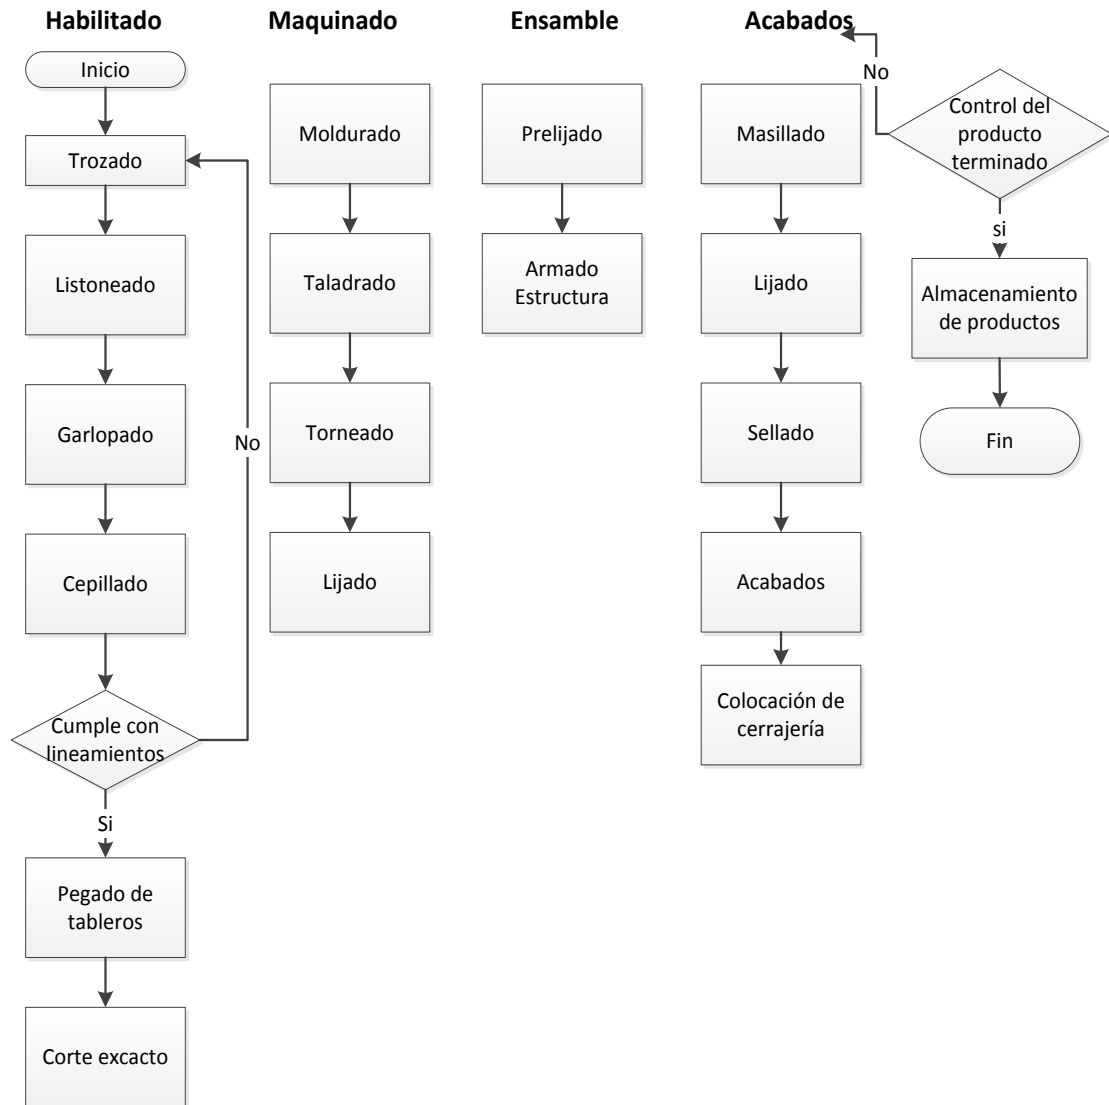 Habilitado
Inicio
Trozado
Listoneado
Garlopado
Cepillado
Cumple con
lineamientos
No
Si
Pegado de
tableros
Corte excacto
Maquinado
Moldurado
Taladrado
Torneado
Lijado
Ensamble
Prelijado
Armado
Estructura
Acabados
Masillado
Lijado
Sellado
Acabados
Colocación de
cerrajería
No
Control del
producto
terminado
si
Almacenamiento
de productos
Fin